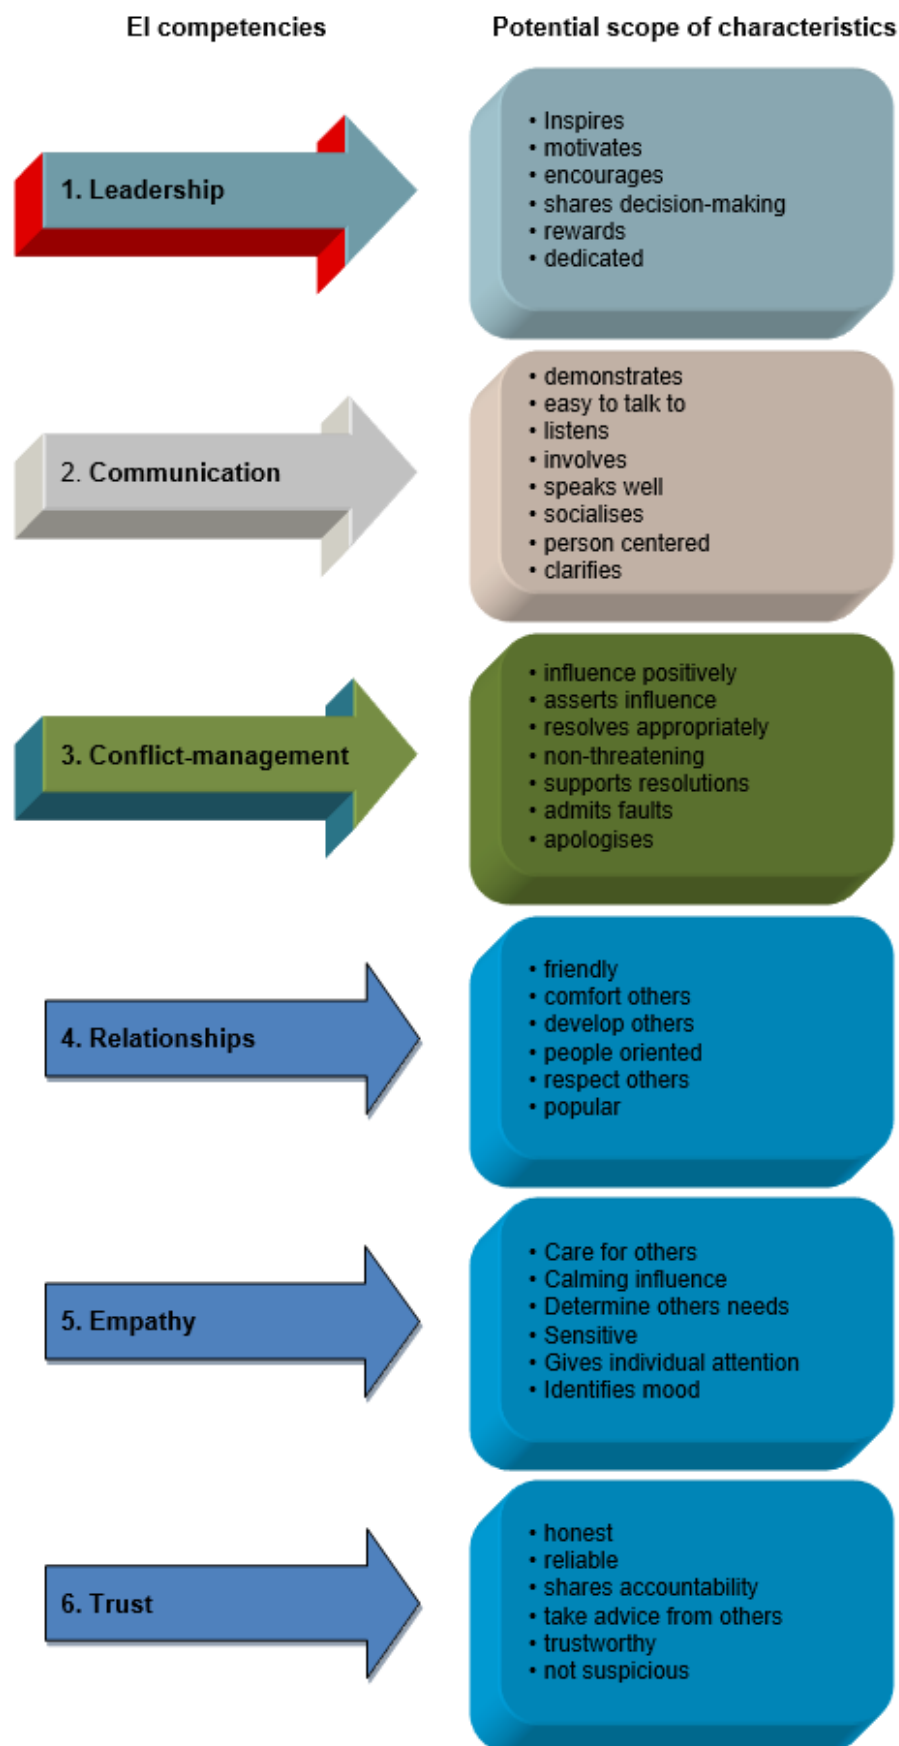 EI competencies
Potential scope of characteristics
1. Leadership
• Inspires
• motivates
• encourages
• shares decision-making
• rewards
• dedicated
2. Communication
• demonstrates
• easy to talk to
• listens
• involves
• speaks well
• socialises
• person centered
• clarifies
3. Conflict-management
• influence positively
• asserts influence
• resolves appropriately
• non-threatening
• supports resolutions
• admits faults
• apologises
4. Relationships
• friendly
• comfort others
• develop others
• people oriented
• respect others
• popular
5. Empathy
• Care for others
• Calming influence
• Determine others needs
• Sensitive
• Gives individual attention
• Identifies mood
6. Trust
• honest
• reliable
• shares accountability
• take advice from others
• trustworthy
• not suspicious